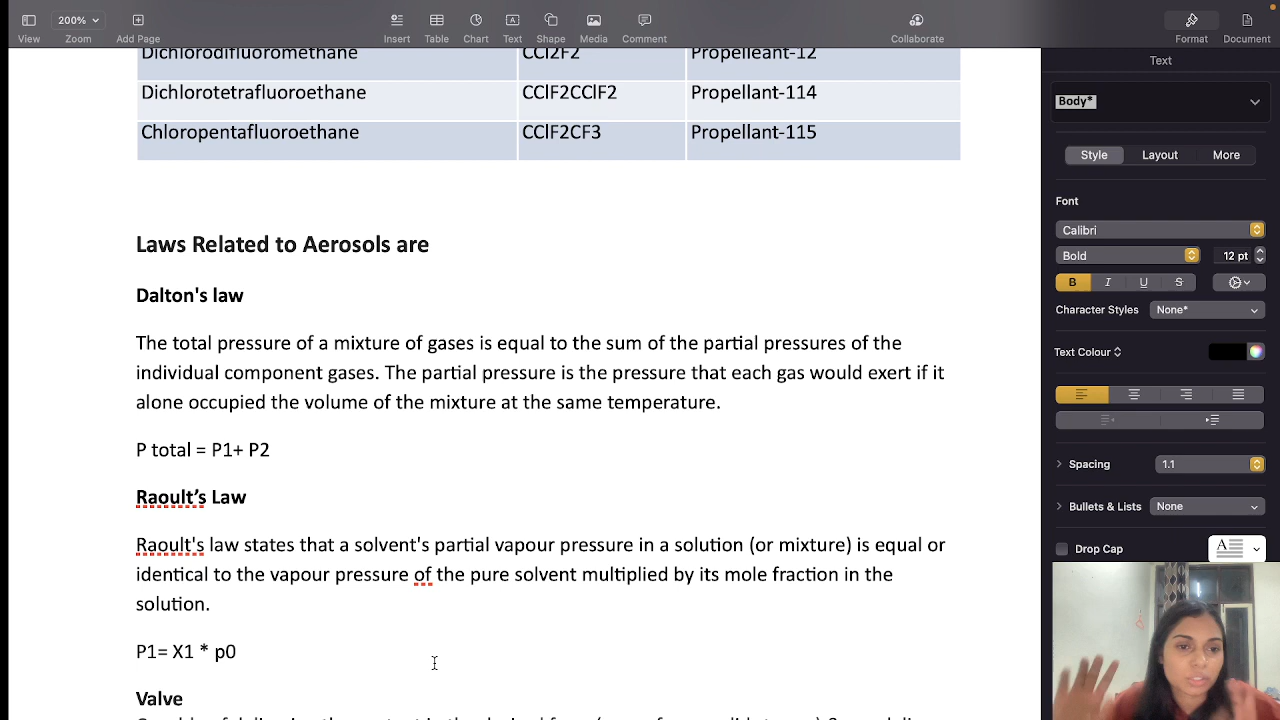 View
200%
Zoom
Add Page
Insert
Table
Chart
Text
Shape
Media
Comment
Collaborate
Format
Document
Dichlorodifluoromethane CCl2F2 Propelleant-12
Dichlorotetrafluoroethane CClF2CClF2 Propellant-114
Chloropentafluoroethane CClF2CF3 Propellant-115
Laws Related to Aerosols are
Dalton's law
The total pressure of a mixture of gases is equal to the sum of the partial pressures of the
individual component gases. The partial pressure is the pressure that each gas would exert if it
alone occupied the volume of the mixture at the same temperature.
P total = P1+ P2
Raoult’s Law
Raoult's law states that a solvent's partial vapour pressure in a solution (or mixture) is equal or
identical to the vapour pressure of the pure solvent multiplied by its mole fraction in the
solution.
P1= X1 * p0
Valve
Text
Body*
Style Layout More
Font
Calibri
Bold 12 pt
B I U S
Character Styles None*
Text Colour
Spacing 1.1
Bullets & Lists None
Drop Cap A